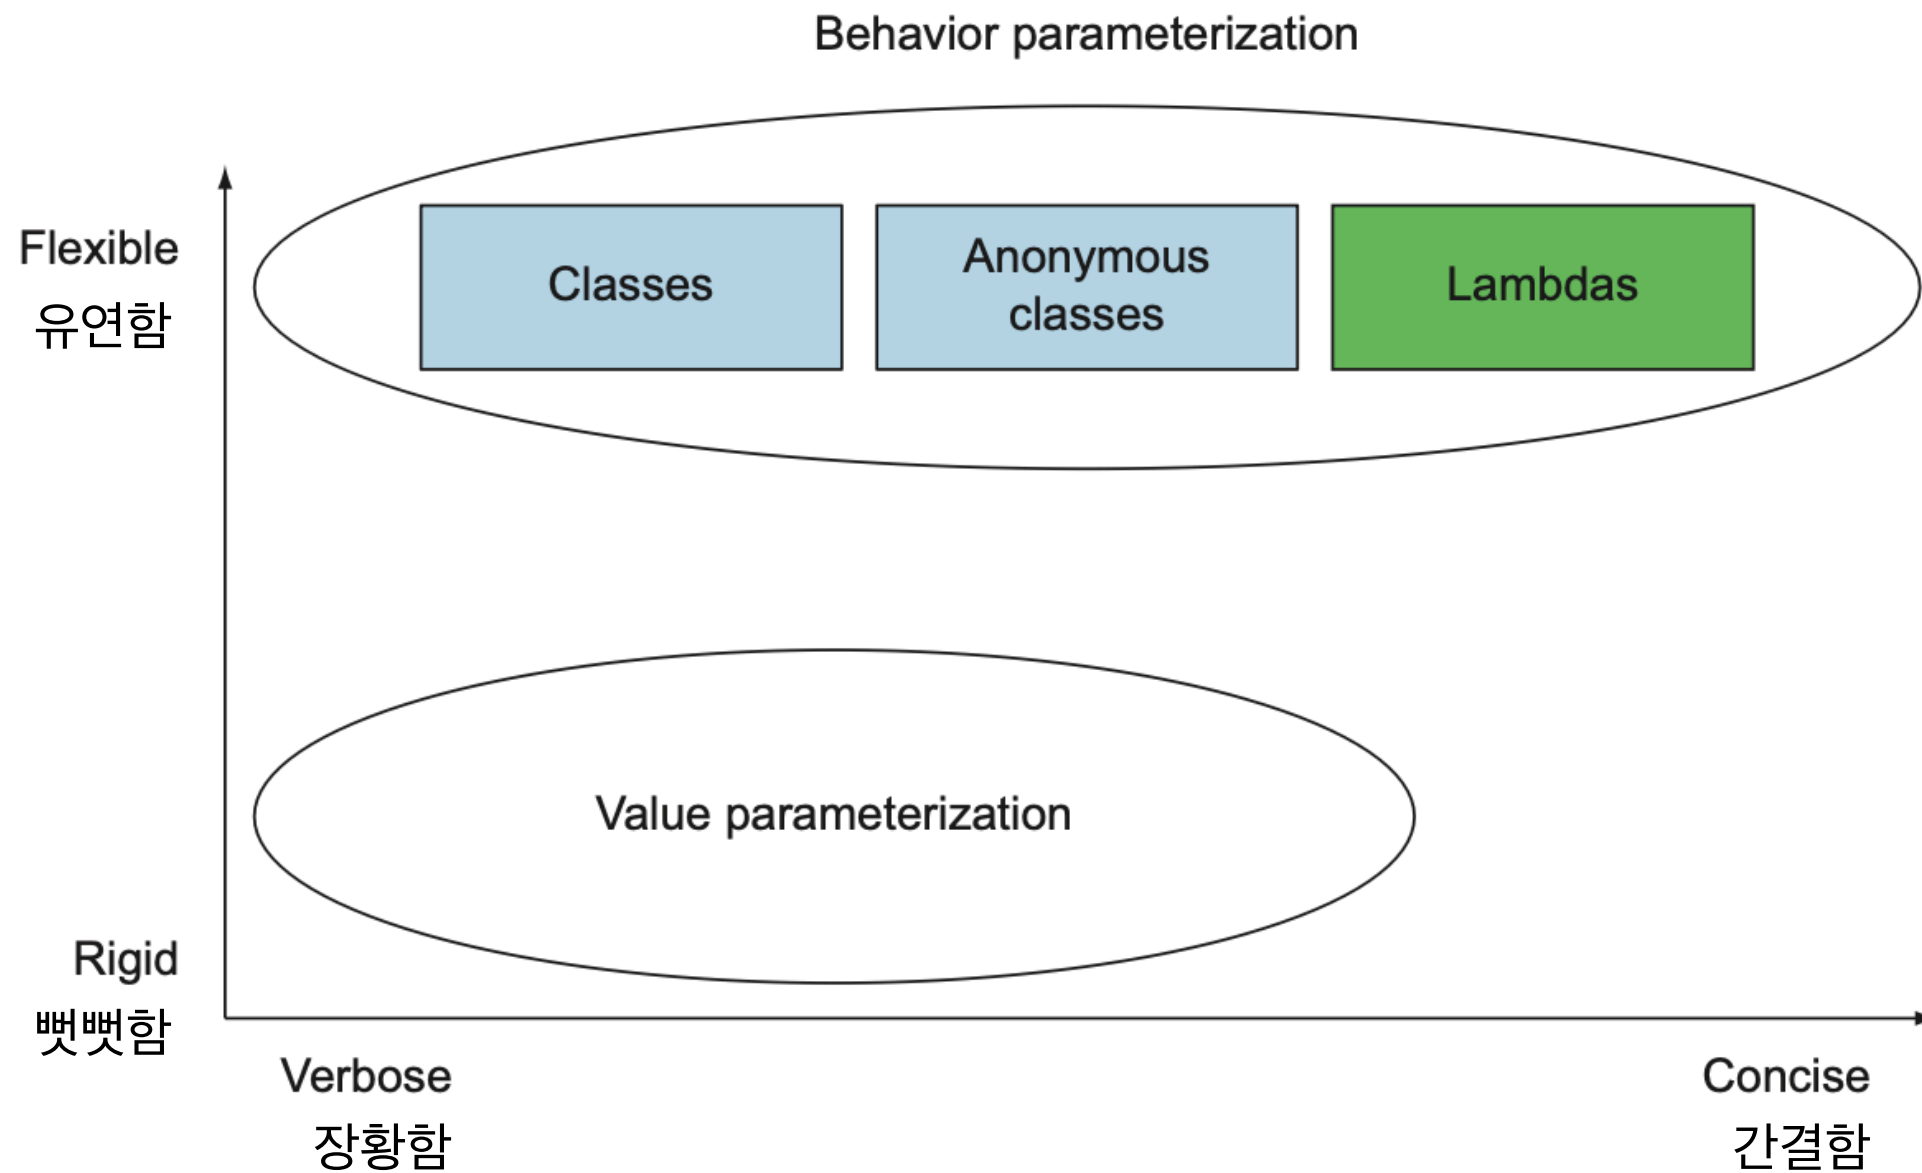 Behavior parameterization
Flexible
유연함
Classes
Anonymous
classes
Lambdas
Value parameterization
Rigid
뻣뻣함
Verbose
장황함
Concise
간결함